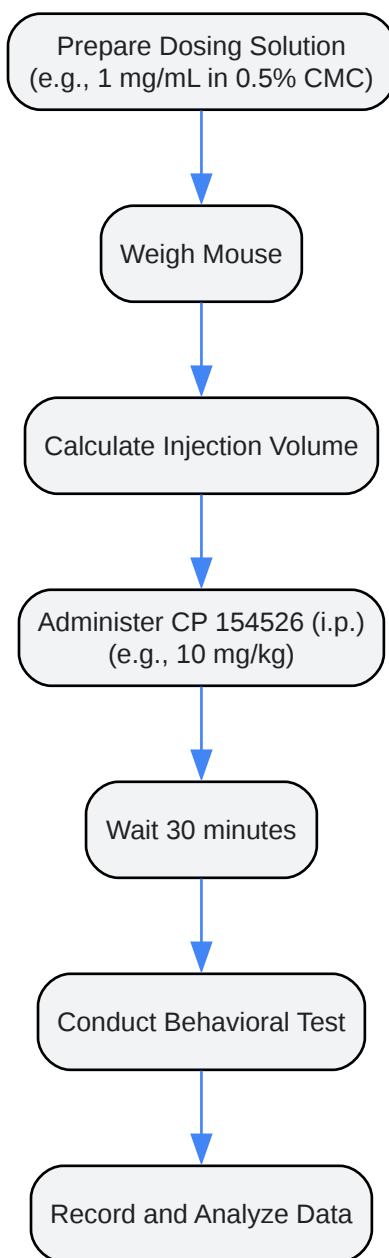 Prepare Dosing Solution
(e.g., 1 mg/mL in 0.5% CMC)
Weigh Mouse
Calculate Injection Volume
Administer CP 154526 (i.p.)
(e.g., 10 mg/kg)
Wait 30 minutes
Conduct Behavioral Test
Record and Analyze Data